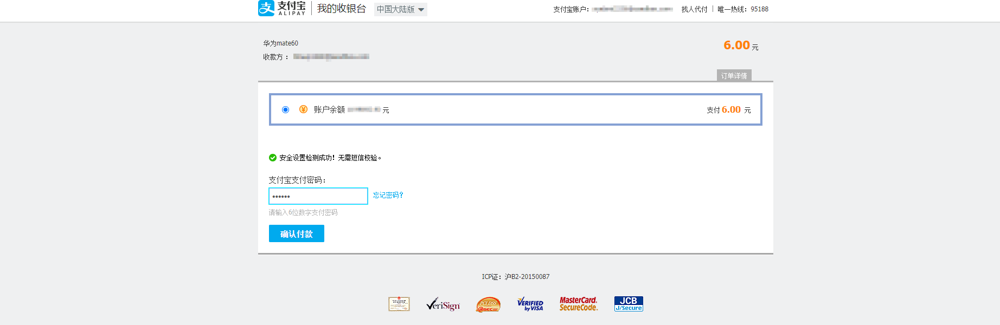 支付宝 ALIPAY 我的收银台 中国大陆版 支付宝账户： 找人代付 唯一热线：95188
华为mate60 6.00 元
收款方：
订单详情
账户余额 元 支付 6.00 元
安全设置检测成功！无需短信校验。
支付宝支付密码：
•••••• 忘记密码？
请输入6位数字支付密码
确认付款
ICP证：沪B2-20150087
VeriSign PCI DSS @SEC VERIFIED by VISA MasterCard. SecureCode. JCB J/Secure